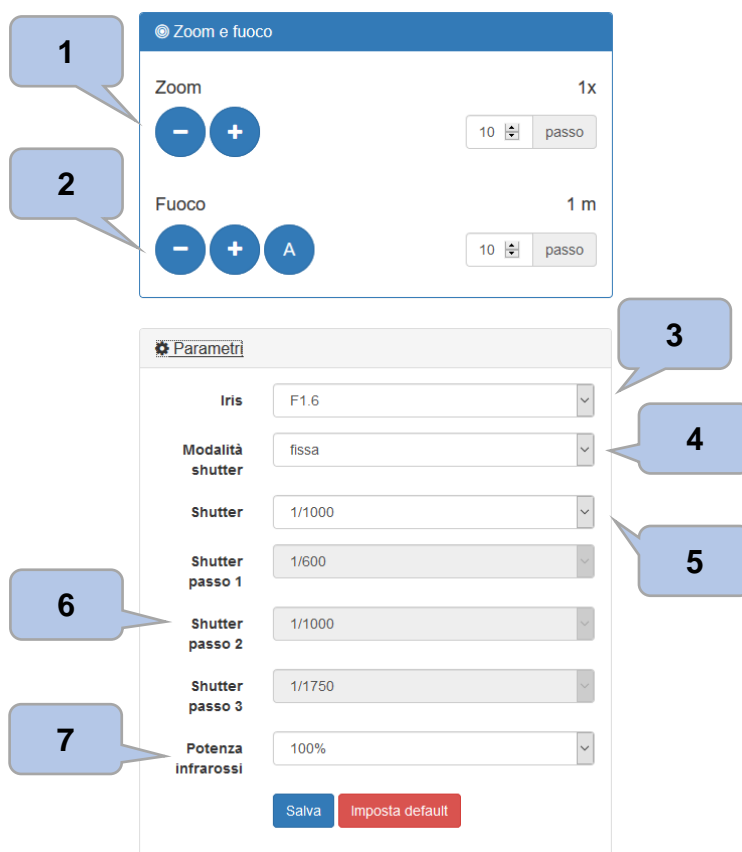 1
Zoom e fuoco
Zoom 1x
10 passo
2
Fuoco 1 m
A 10 passo
3
Parametri
Iris F1.6
4
Modalità
shutter
fissa
Shutter 1/1000
5
Shutter
passo 1
1/600
6
Shutter
passo 2
1/1000
Shutter
passo 3
1/1750
7
Potenza
infrarossi
100%
Salva Imposta default